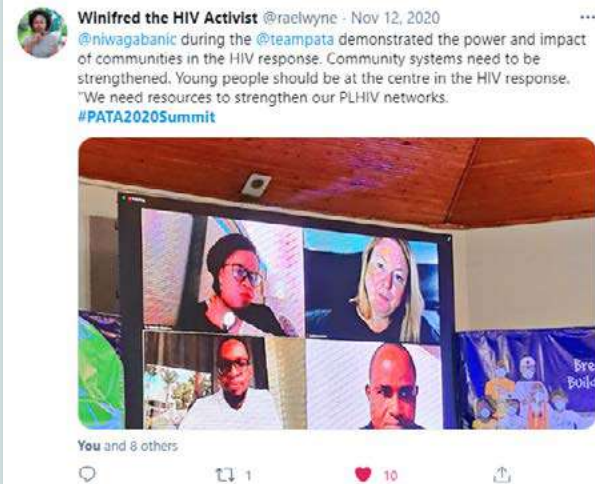 Winifred the HIV Activist @raelwyne · Nov 12, 2020
@niwagabanic during the @teampata demonstrated the power and impact
of communities in the HIV response. Community systems need to be
strengthened. Young people should be at the centre in the HIV response.
"We need resources to strengthen our PLHIV networks.
#PATA2020Summit
Bre
Build
You and 8 others
1
10